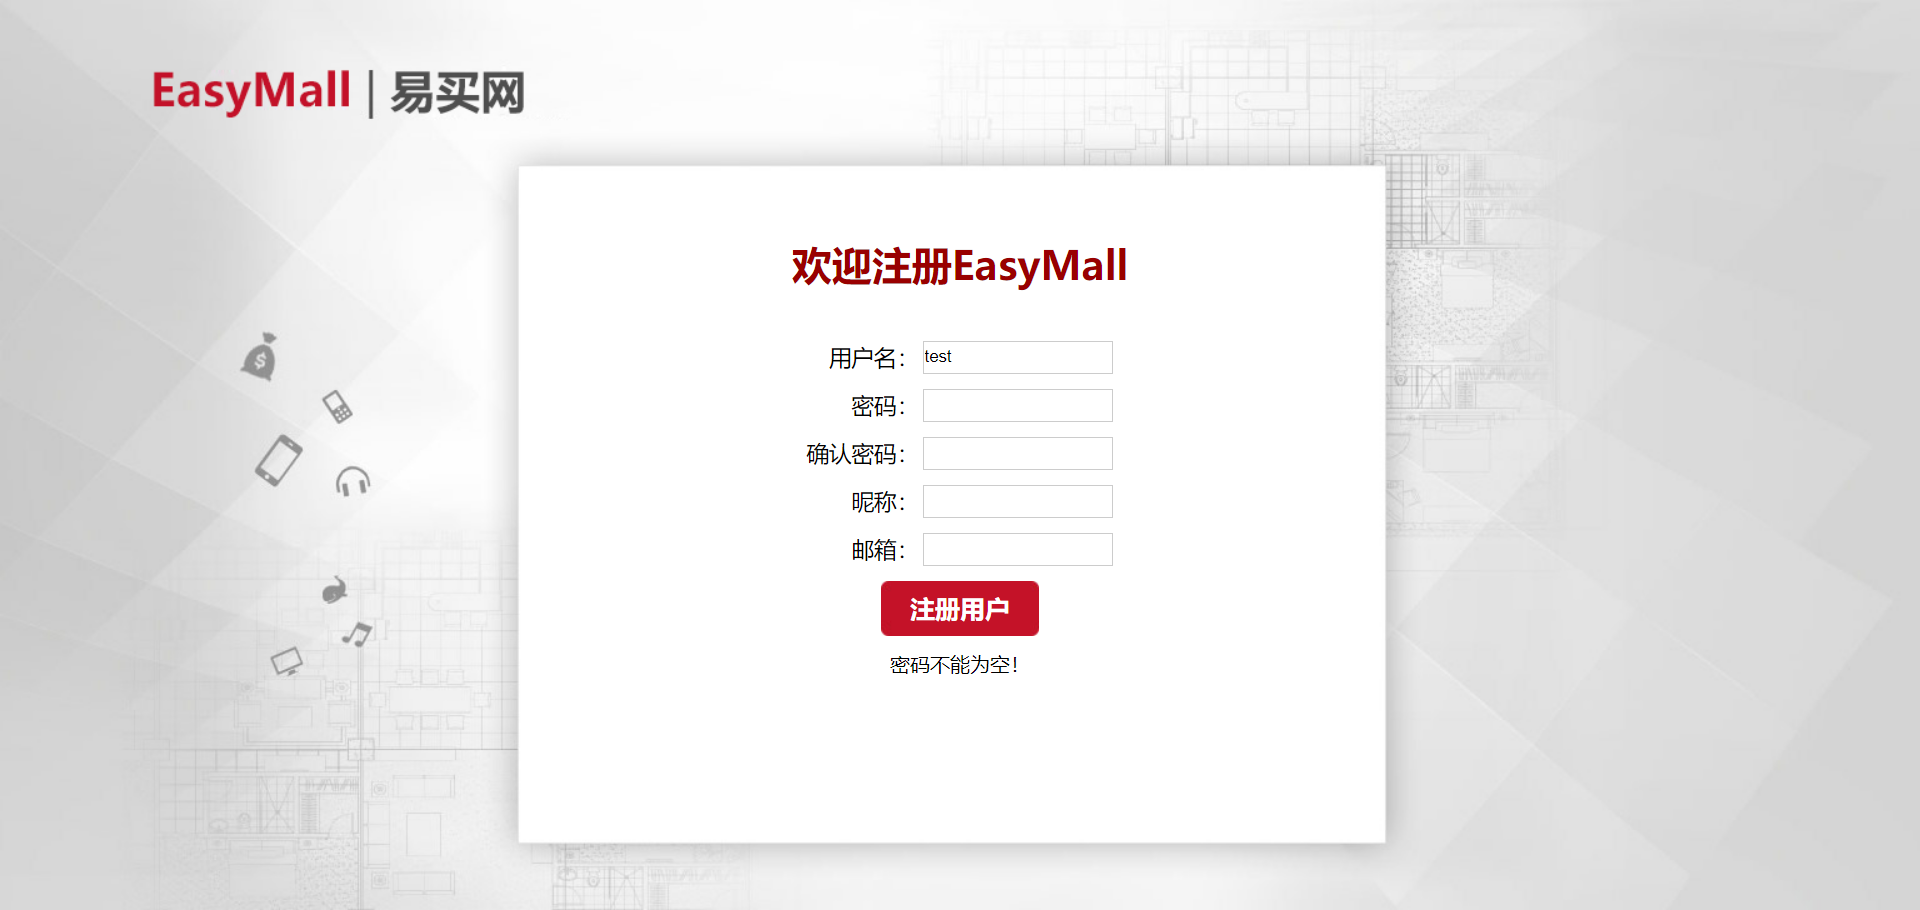 EasyMall | 易买网
欢迎注册EasyMall
用户名： test
密码：
确认密码：
昵称：
邮箱：
注册用户
密码不能为空！